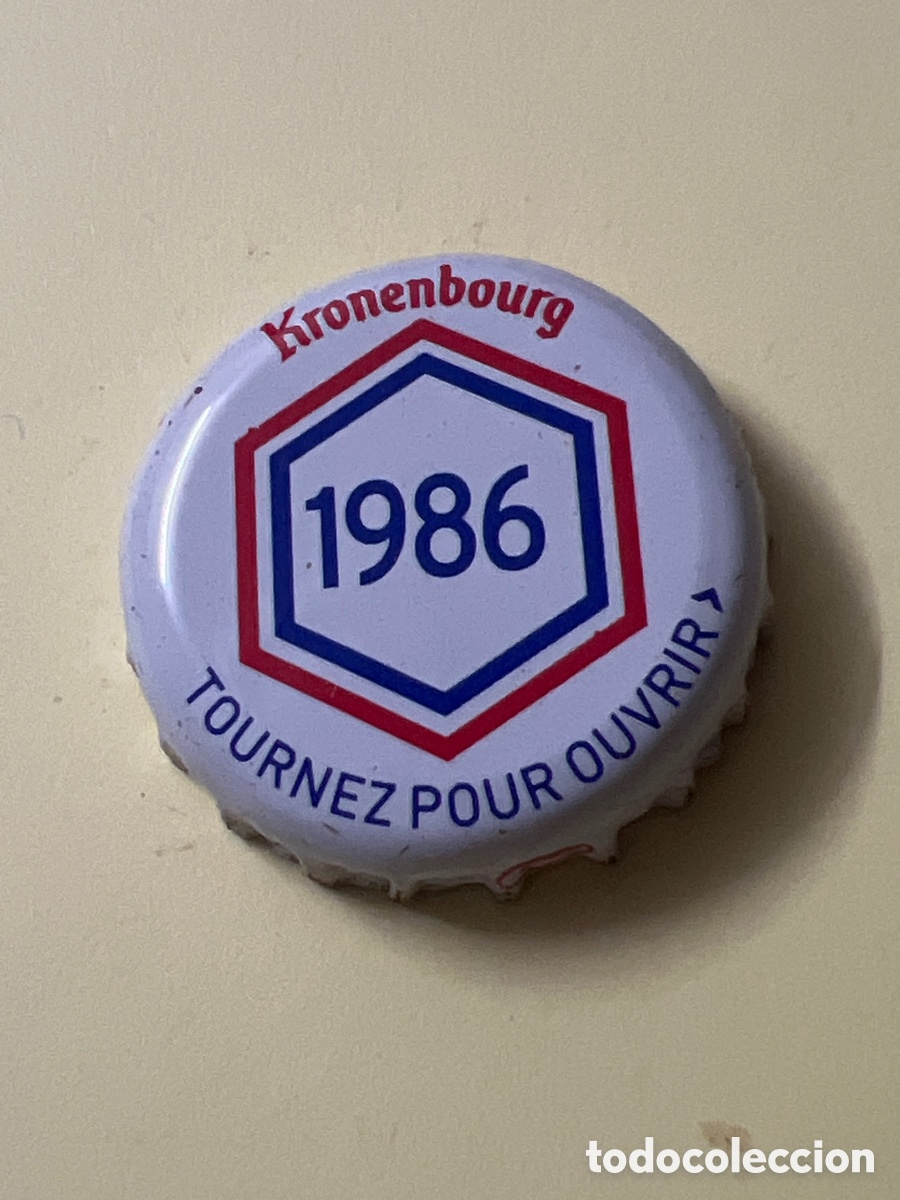 Kronenbourg
1986
TOURNEZ POUR OUVRIR >
todocoleccion